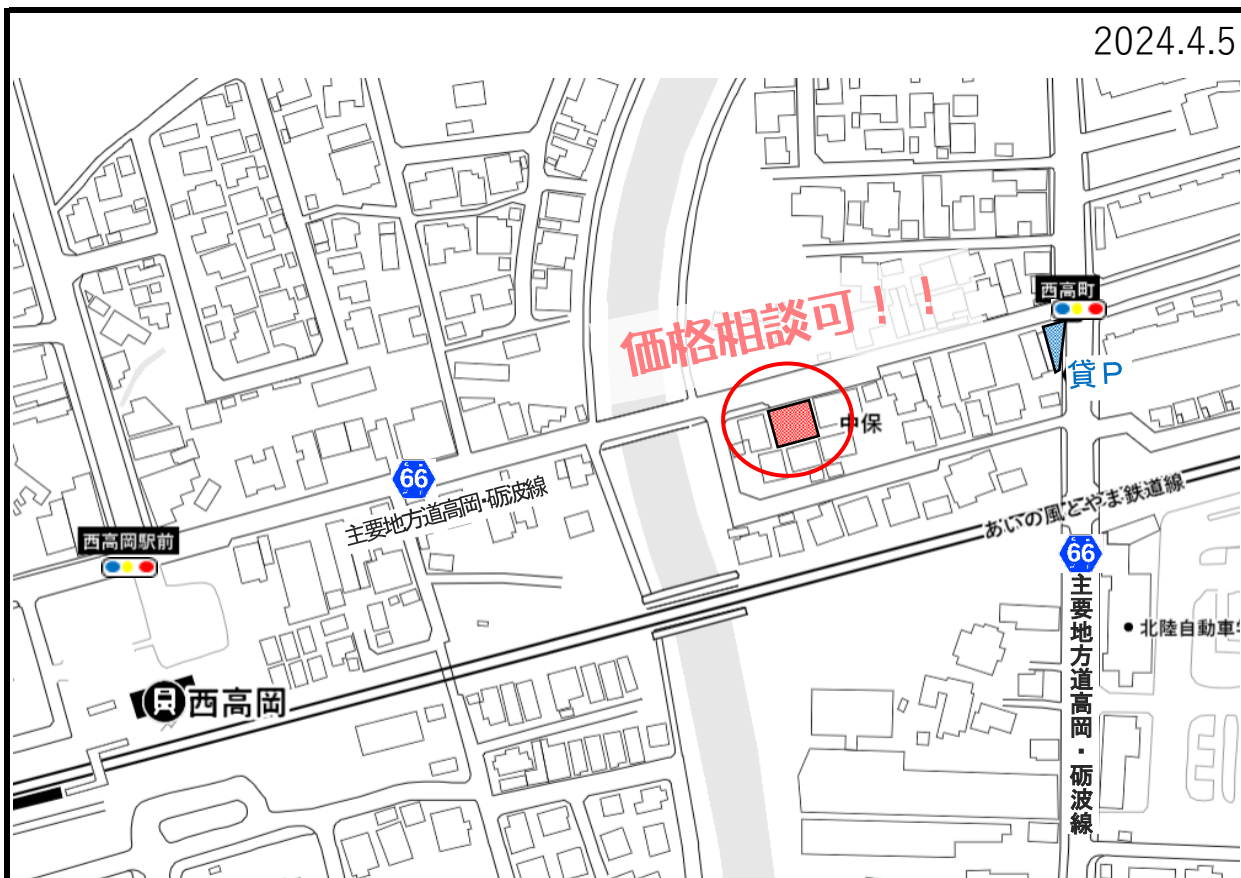 2024.4.5
西高町
価格相談可！！
貸P
中保
66
主要地方道高岡・砺波線
あいの風とやま鉄道線
西高岡駅前
66
主要地方道高岡・砺波線
北陸自動車
西高岡